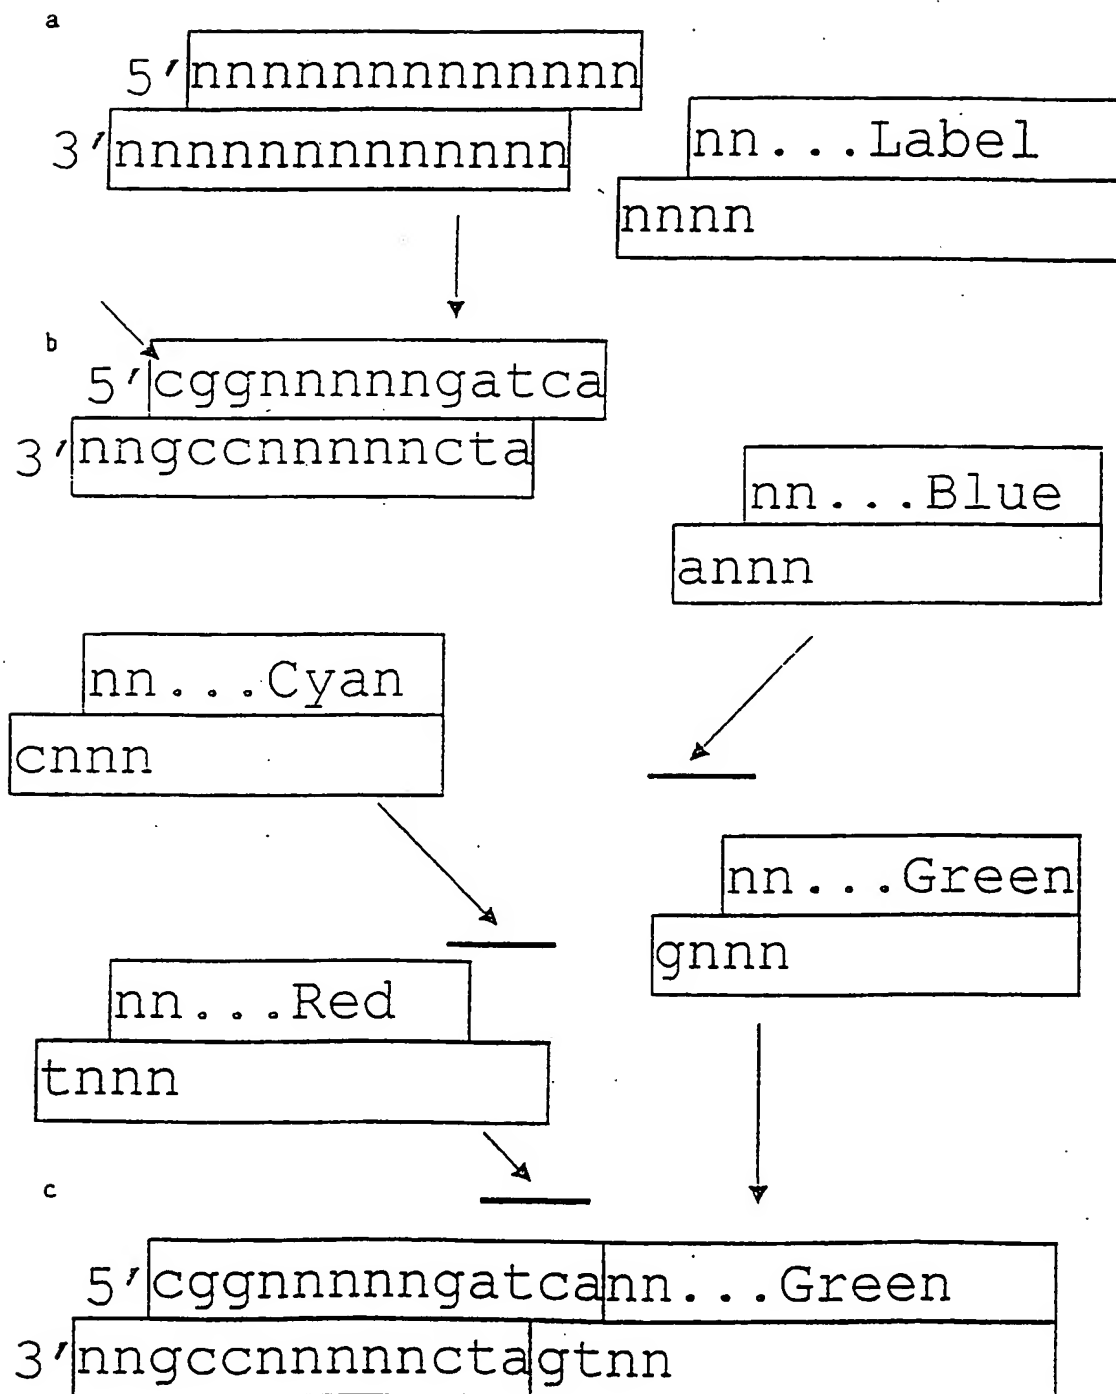 a
5'nnnnnnnnnnnnn
3'nnnnnnnnnnnnn
nn...Label
nnnn
b
5'cggnnnnngatca
3'nngccnnnnncta
nn...Blue
annn
nn...Cyan
cnnn
nn...Green
gnnn
nn...Red
tnnn
c
5'cggnnnnngatcann...Green
3'nngccnnnnnctagtnn